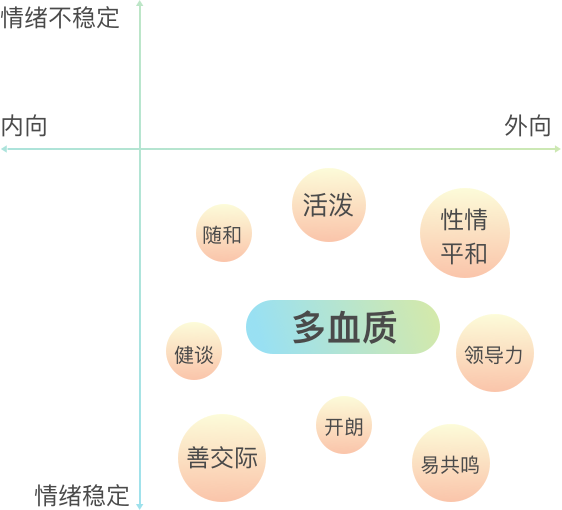 情绪不稳定
内向
外向
活泼
随和
性情
平和
多血质
健谈
领导力
开朗
善交际
易共鸣
情绪稳定